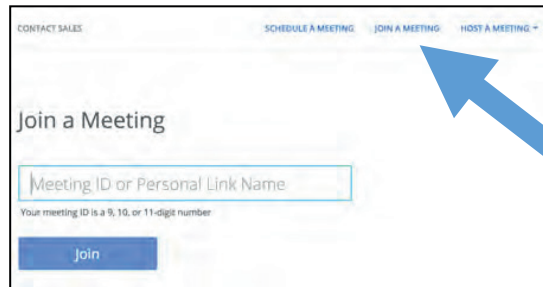 CONTACT SALES SCHEDULE A MEETING JOIN A MEETING HOST A MEETING
Join a Meeting
Meeting ID or Personal Link Name
Your meeting ID is a 9, 10, or 11-digit number
Join